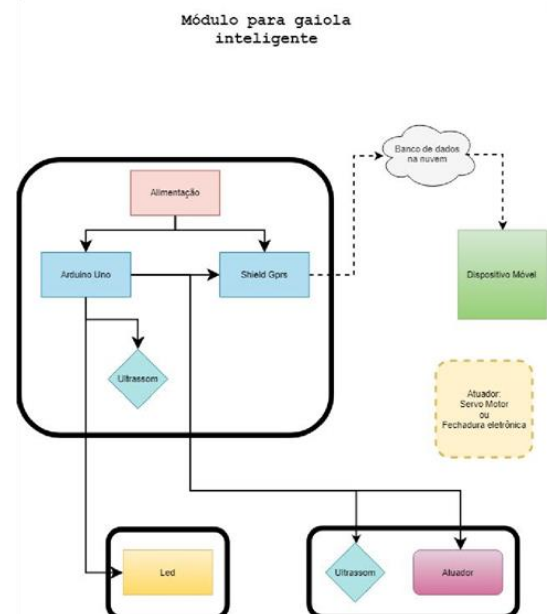 Módulo para gaiola
inteligente
Banco de dados
na nuvem
Alimentação
Arduino Uno
Shield Gprs
Dispositivo Móvel
Ultrassom
Atuador:
Servo Motor
ou
Fechadura eletrônica
Led
Ultrassom
Atuador